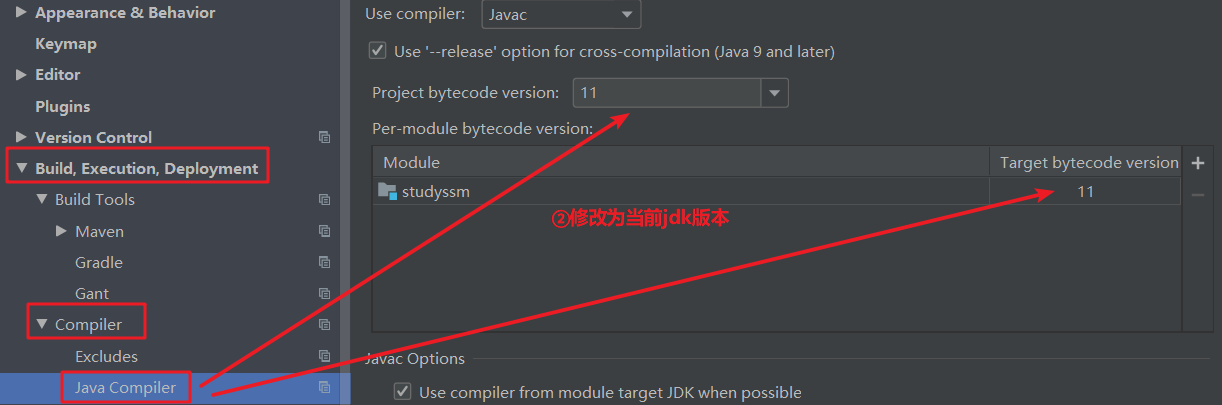 Appearance & Behavior
Keymap
Editor
Plugins
Version Control
Build, Execution, Deployment
Build Tools
Maven
Gradle
Gant
Compiler
Excludes
Java Compiler
Use compiler: Javac
Use '--release' option for cross-compilation (Java 9 and later)
Project bytecode version: 11
Per-module bytecode version:
Module Target bytecode version
studyssm 11
②修改为当前jdk版本
Javac Options
Use compiler from module target JDK when possible